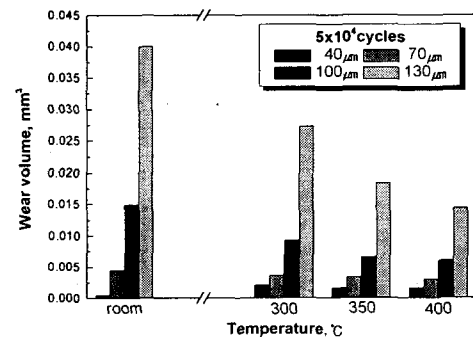 5x10⁴cycles
40μm 70μm
100μm 130μm
0.045
0.040
0.035
0.030
0.025
0.020
0.015
0.010
0.005
0.000
Wear volume, mm³
room 300 350 400
Temperature, ℃